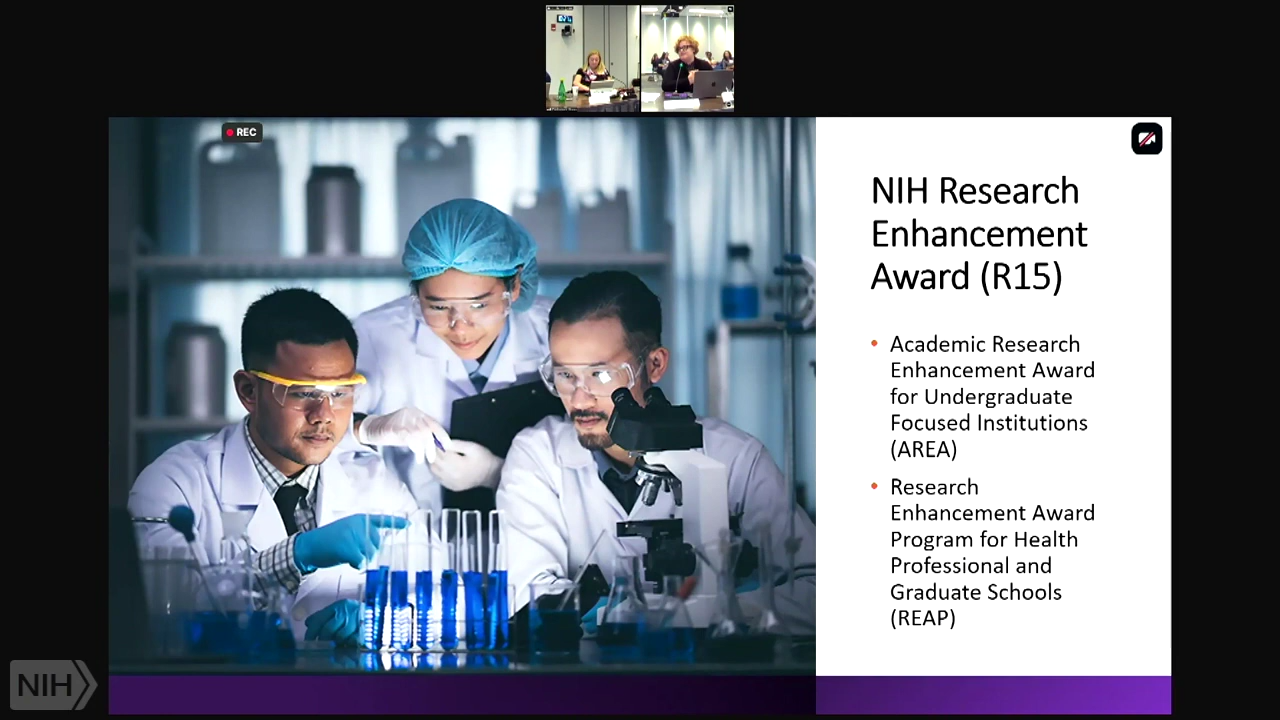 REC
NIH Research
Enhancement
Award (R15)
• Academic Research
Enhancement Award
for Undergraduate
Focused Institutions
(AREA)
• Research
Enhancement Award
Program for Health
Professional and
Graduate Schools
(REAP)
NIH